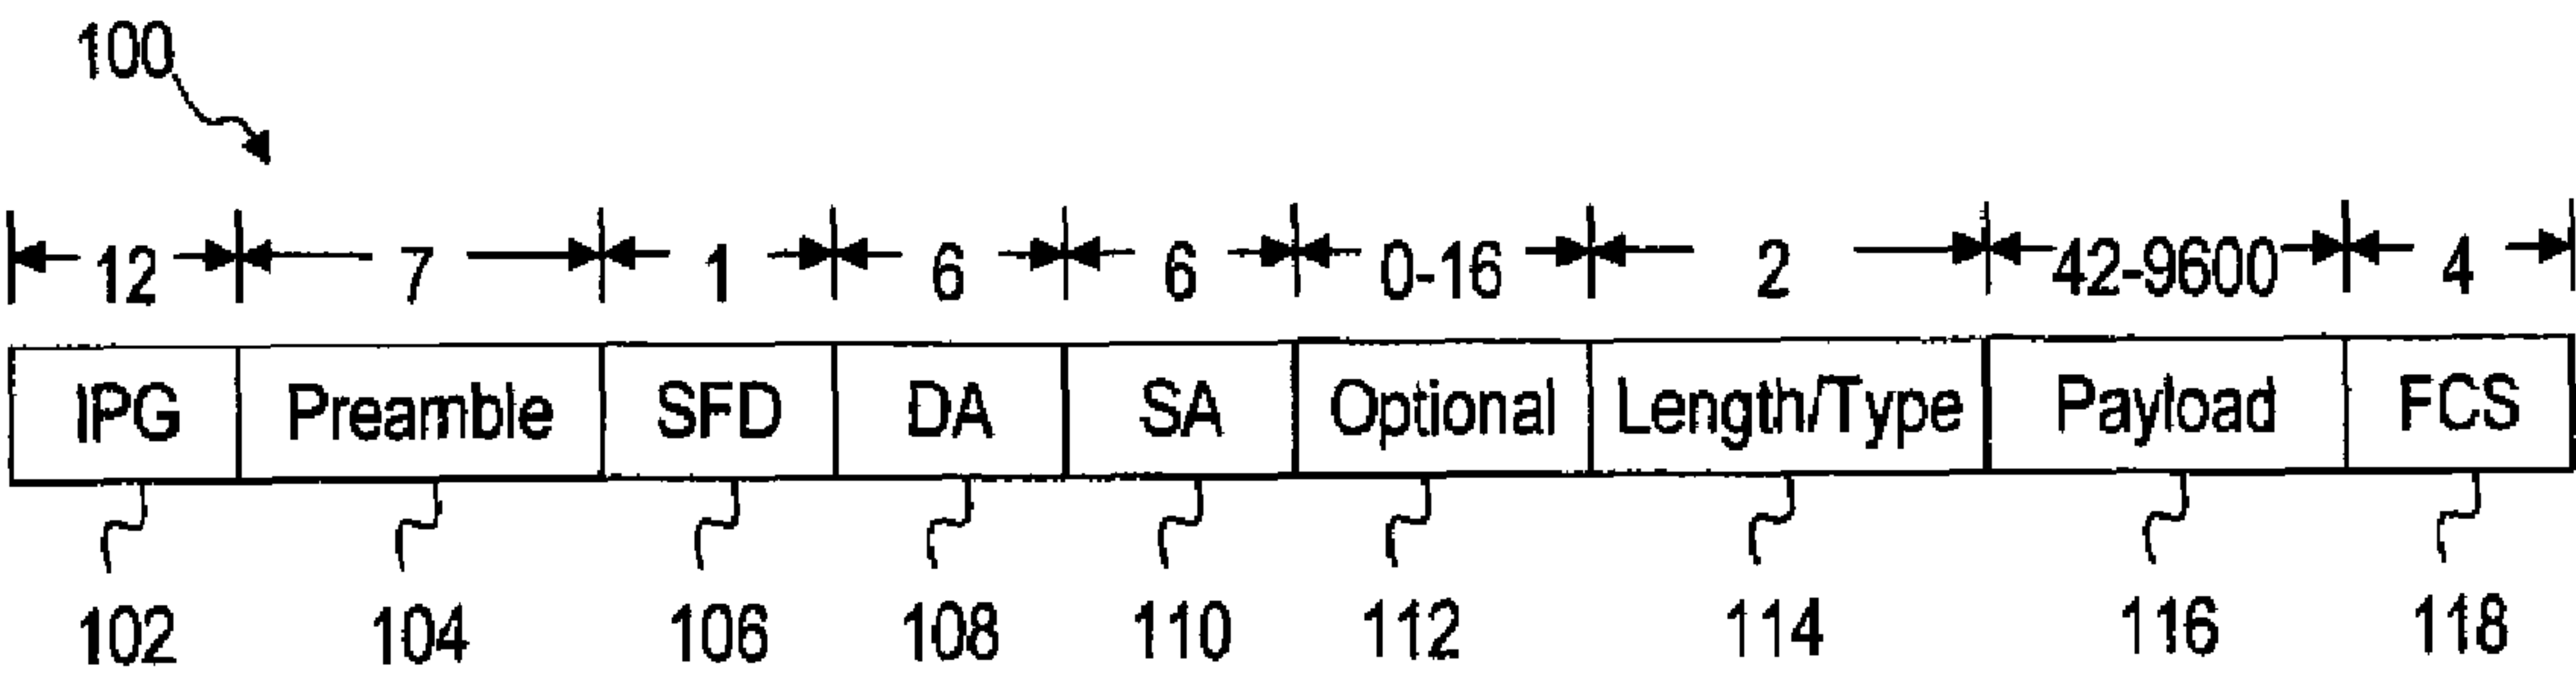 100
12 7 1 6 6 0-16 2 42-9600 4
IPG Preamble SFD DA SA Optional Length/Type Payload FCS
102 104 106 108 110 112 114 116 118